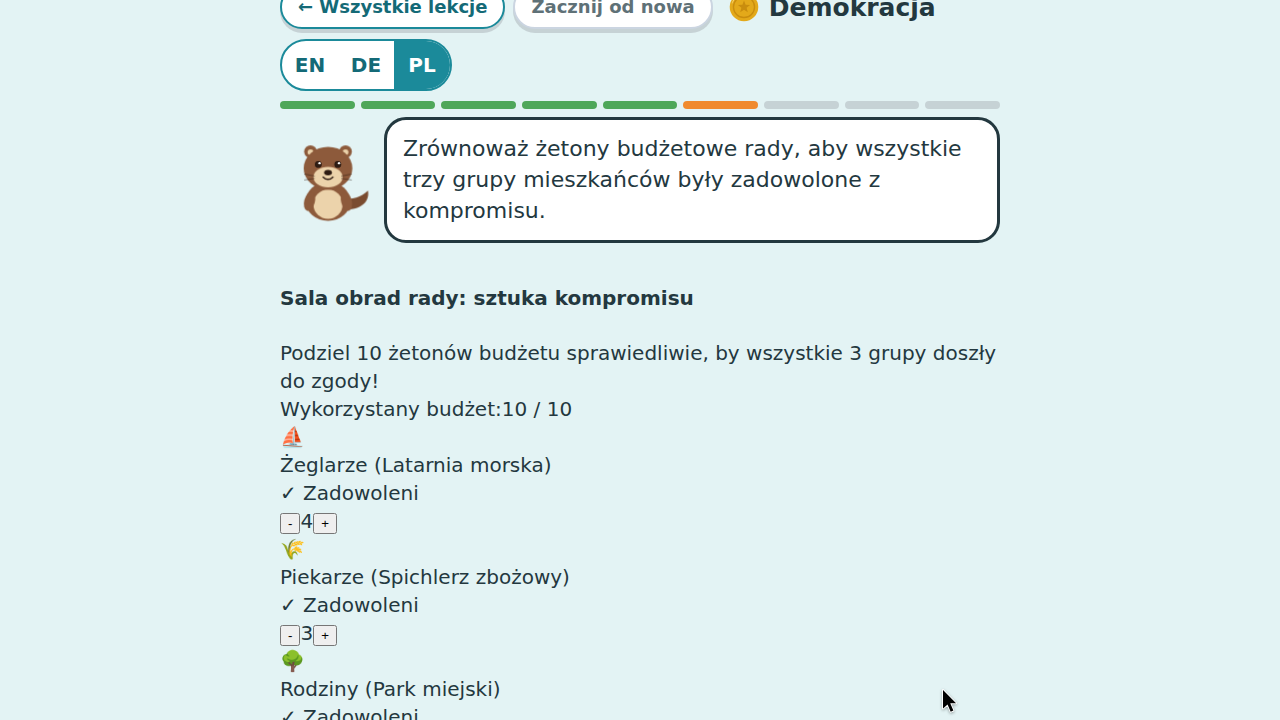 ← Wszystkie lekcje Zacznij od nowa Demokracja
EN DE PL
Zrównoważ żetony budżetowe rady, aby wszystkie
trzy grupy mieszkańców były zadowolone z
kompromisu.
Sala obrad rady: sztuka kompromisu
Podziel 10 żetonów budżetu sprawiedliwie, by wszystkie 3 grupy doszły
do zgody!
Wykorzystany budżet:10 / 10
Żeglarze (Latarnia morska)
✓ Zadowoleni
- 4 +
Piekarze (Spichlerz zbożowy)
✓ Zadowoleni
- 3 +
Rodziny (Park miejski)
✓ Zadowoleni